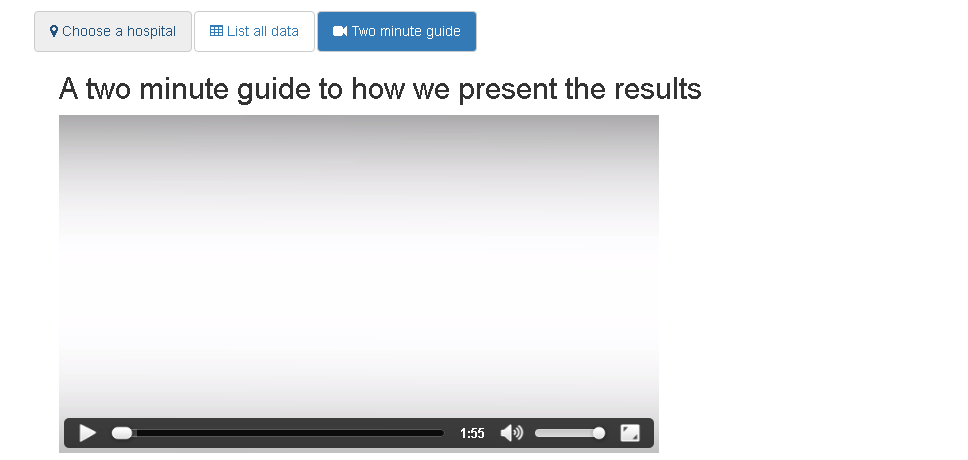 Choose a hospital List all data Two minute guide
A two minute guide to how we present the results
1:55